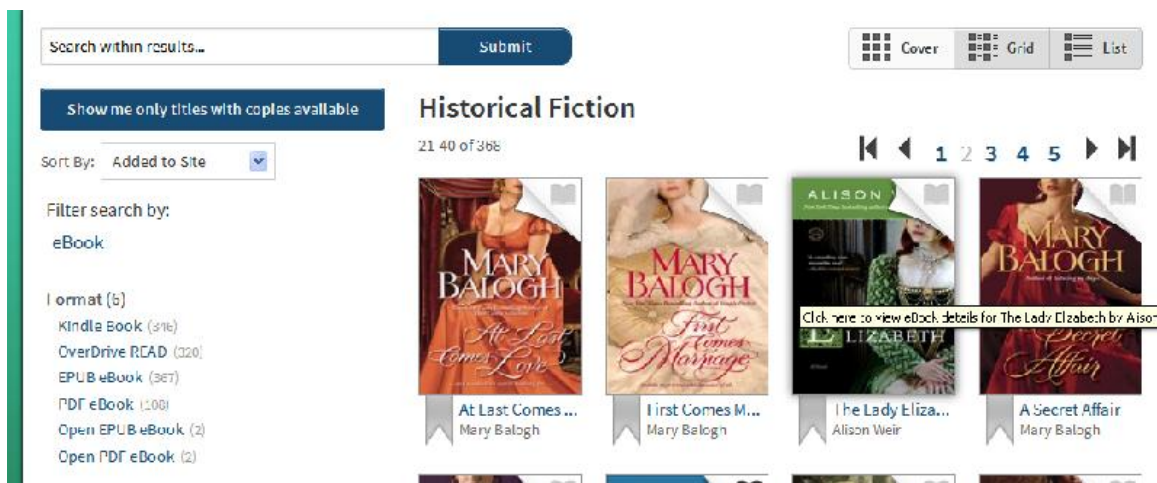 Search within results...
Submit
Cover
Grid
List
Show me only titles with copies available
Historical Fiction
21-40 of 368
Sort By: Added to Site
1 2 3 4 5
Filter search by:
eBook
Format (6)
Kindle Book (346)
OverDrive READ (320)
EPUB eBook (367)
PDF eBook (108)
Open EPUB eBook (2)
Open PDF eBook (2)
MARY
BALOGH
At Last
Comes Love
MARY
BALOGH
First
Comes
Marriage
ALISON
ELIZABETH
MARY
BALOGH
Secret
Affair
Click here to view eBook details for The Lady Elizabeth by Alison
At Last Comes ...
Mary Balogh
First Comes M...
Mary Balogh
The Lady Eliza...
Alison Weir
A Secret Affair
Mary Balogh